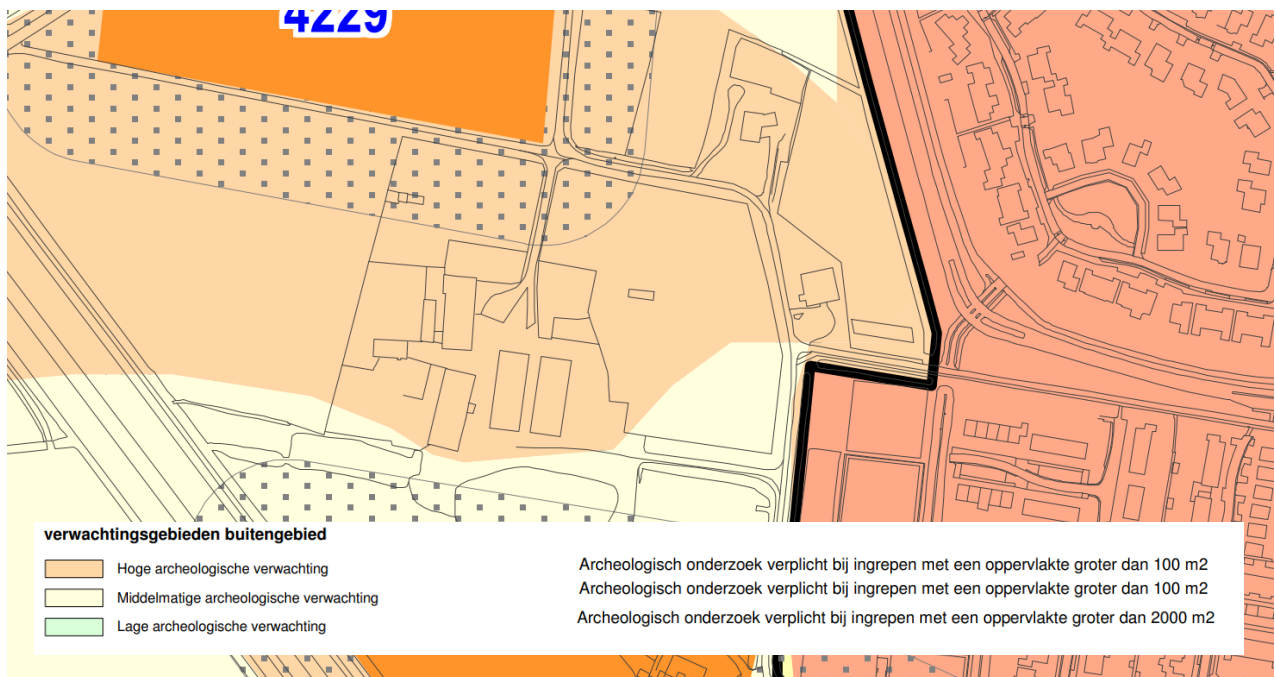 4229
verwachtingsgebieden buitengebied
Hoge archeologische verwachting
Archeologisch onderzoek verplicht bij ingrepen met een oppervlakte groter dan 100 m2
Middelmatige archeologische verwachting
Archeologisch onderzoek verplicht bij ingrepen met een oppervlakte groter dan 100 m2
Lage archeologische verwachting
Archeologisch onderzoek verplicht bij ingrepen met een oppervlakte groter dan 2000 m2